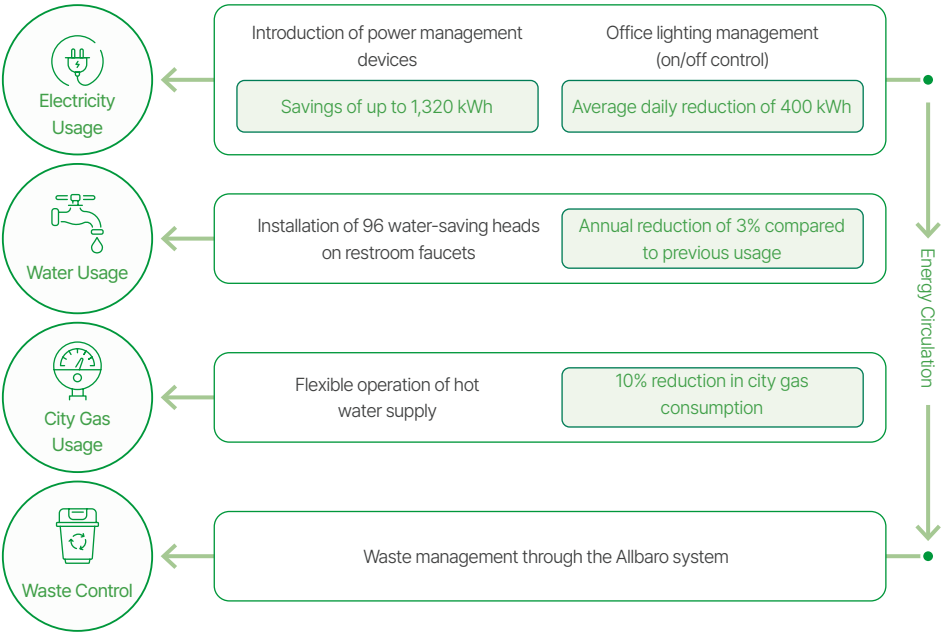 Electricity
Usage
Introduction of power management
devices
Savings of up to 1,320 kWh
Office lighting management
(on/off control)
Average daily reduction of 400 kWh
Water Usage
Installation of 96 water-saving heads
on restroom faucets
Annual reduction of 3% compared
to previous usage
City Gas
Usage
Flexible operation of hot
water supply
10% reduction in city gas
consumption
Waste Control
Waste management through the Allbaro system
Energy Circulation